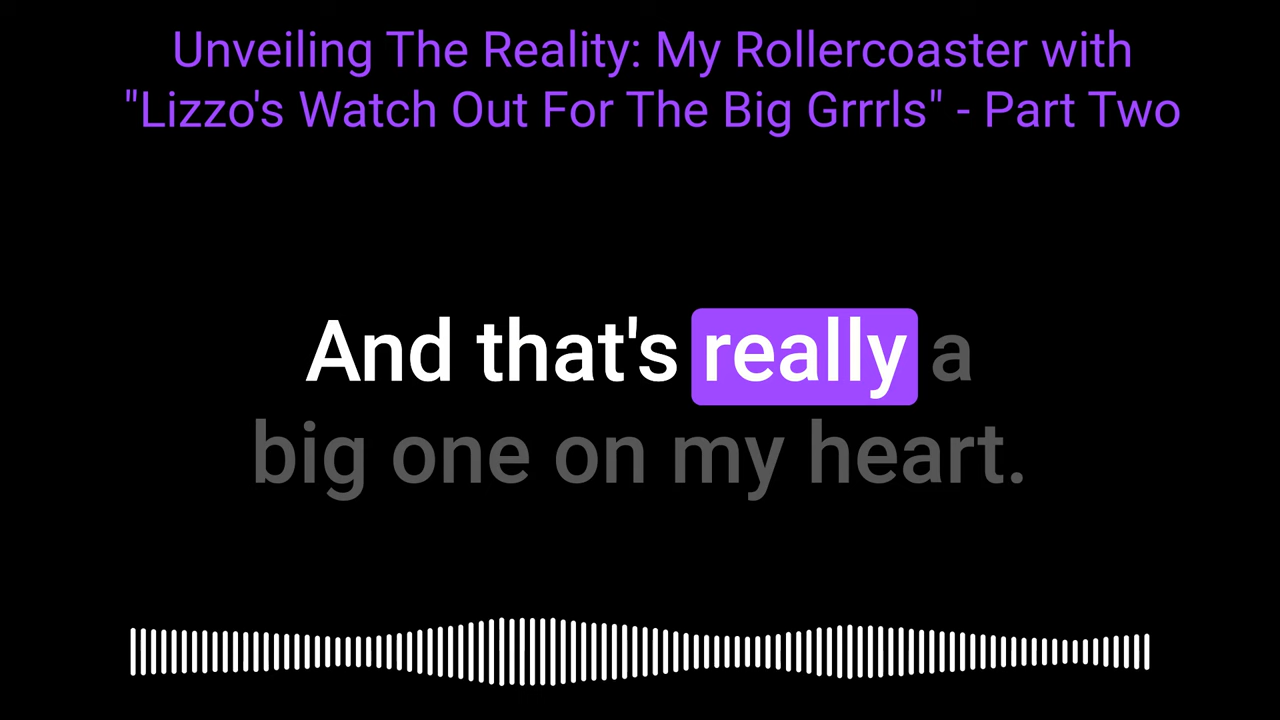 Unveiling The Reality: My Rollercoaster with
"Lizzo's Watch Out For The Big Grrrls" - Part Two
And that's really a
big one on my heart.